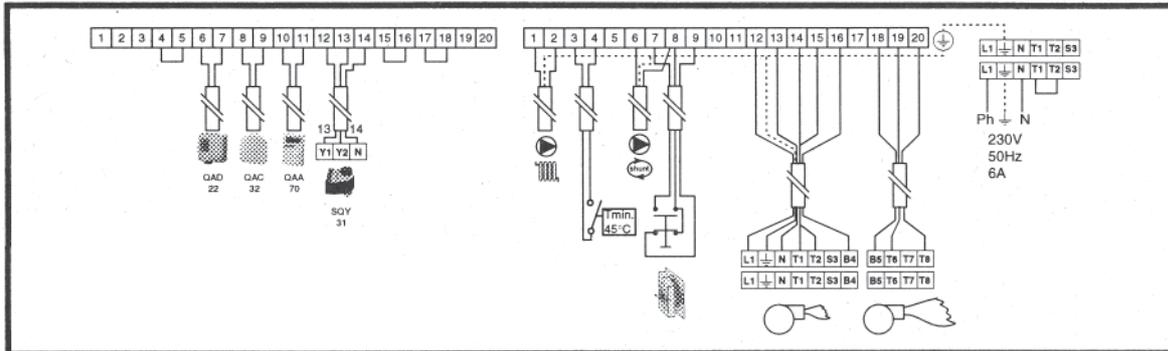 1 2 3 4 5 6 7 8 9 10 11 12 13 14 15 16 17 18 19 20
1 2 3 4 5 6 7 8 9 10 11 12 13 14 15 16 17 18 19 20
L1 N T1 T2 S3
L1 N T1 T2 S3
Ph N
230V
50Hz
6A
13 14
Y1 Y2 N
QAD
22
QAC
32
QAA
70
SQY
31
shunt
Tmin.
45°C
L1 N T1 T2 S3 B4
L1 N T1 T2 S3 B4
B5 T6 T7 T8
B5 T6 T7 T8